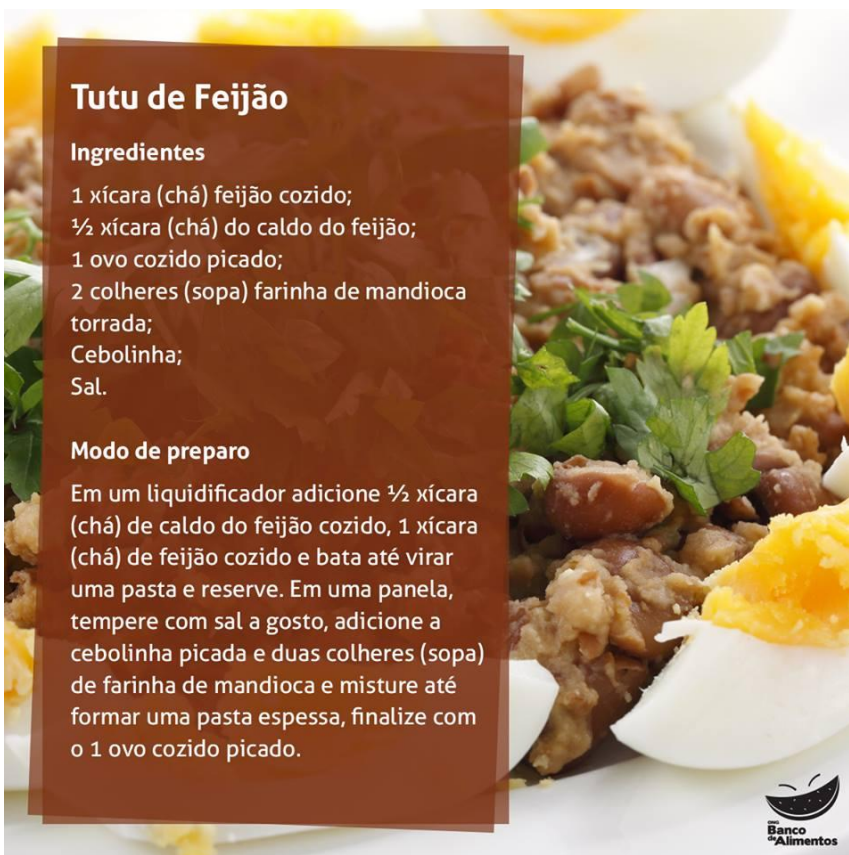 Tutu de Feijão
Ingredientes
1 xícara (chá) feijão cozido;
½ xícara (chá) do caldo do feijão;
1 ovo cozido picado;
2 colheres (sopa) farinha de mandioca
torrada;
Cebolinha;
Sal.
Modo de preparo
Em um liquidificador adicione ½ xícara
(chá) de caldo do feijão cozido, 1 xícara
(chá) de feijão cozido e bata até virar
uma pasta e reserve. Em uma panela,
tempere com sal a gosto, adicione a
cebolinha picada e duas colheres (sopa)
de farinha de mandioca e misture até
formar uma pasta espessa, finalize com
o 1 ovo cozido picado.
ONG
Banco
de Alimentos